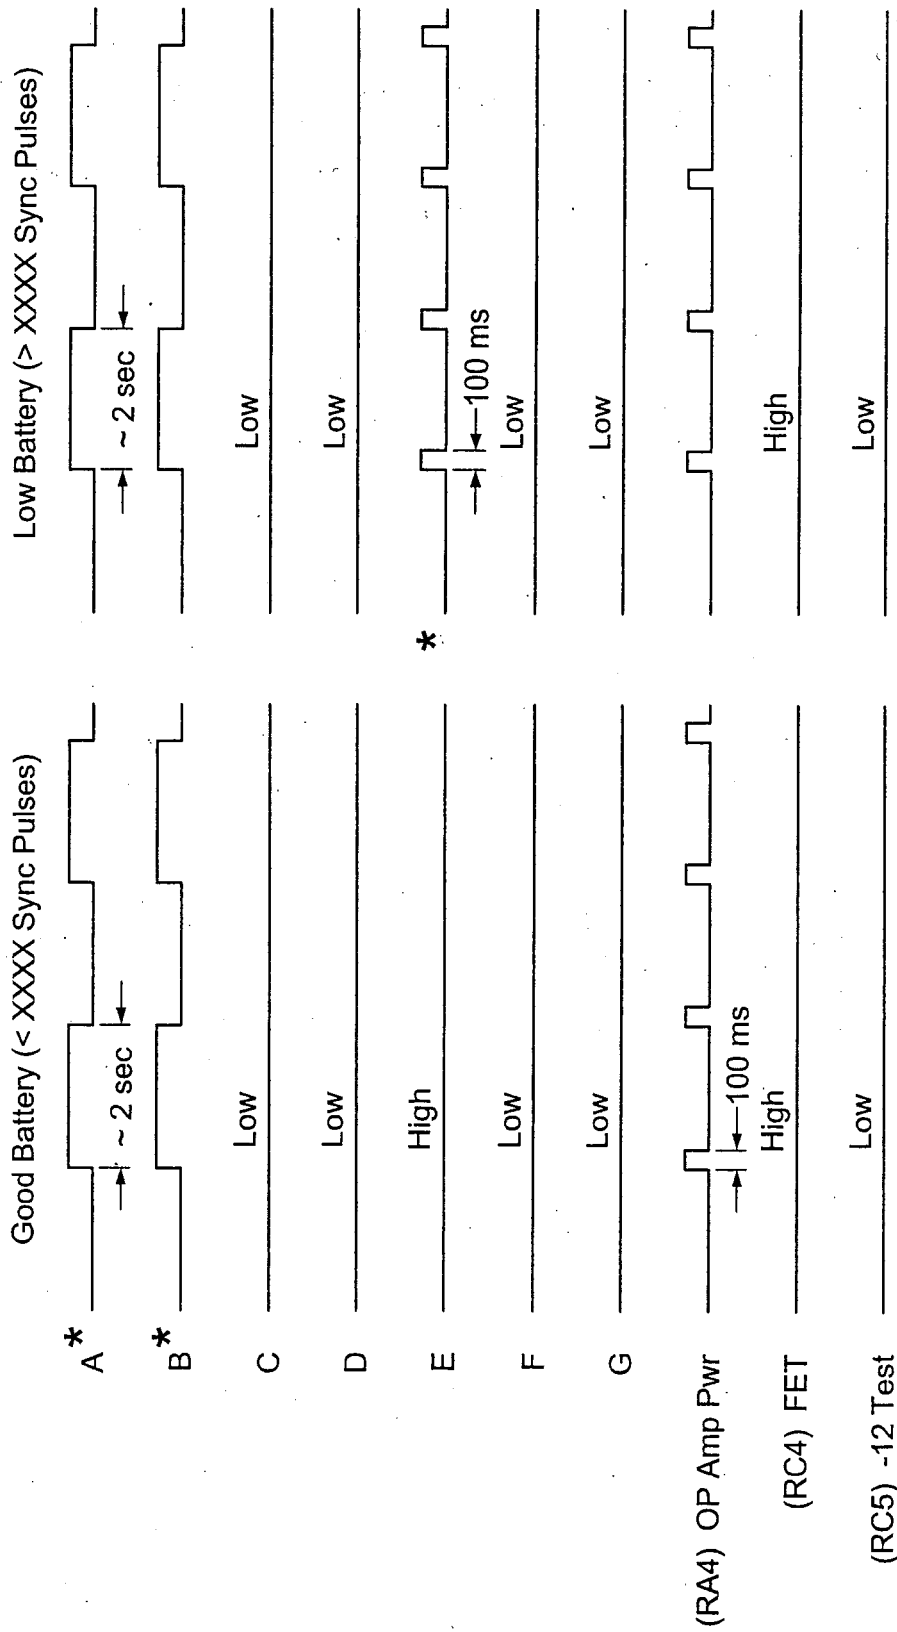 Good Battery (< XXXX Sync Pulses)
Low Battery (> XXXX Sync Pulses)
A *
~ 2 sec
~ 2 sec
B *
C
Low
Low
D
Low
Low
E
High
*
100 ms
F
Low
Low
G
Low
Low
(RA4) OP Amp Pwr
100 ms
(RC4) FET
High
High
(RC5) -12 Test
Low
Low